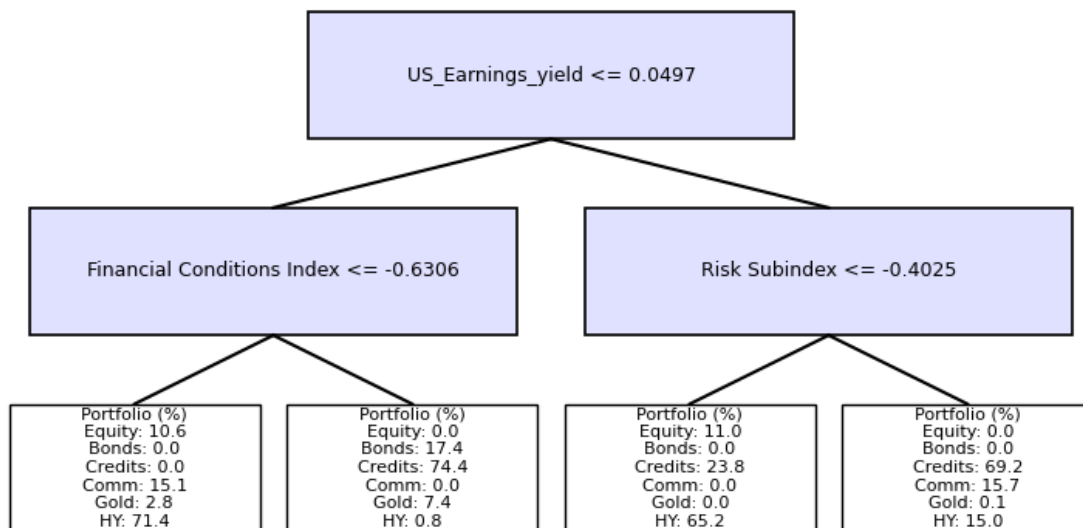 US_Earnings_yield <= 0.0497
Financial Conditions Index <= -0.6306
Risk Subindex <= -0.4025
Portfolio (%)
Equity: 10.6
Bonds: 0.0
Credits: 0.0
Comm: 15.1
Gold: 2.8
HY: 71.4
Portfolio (%)
Equity: 0.0
Bonds: 17.4
Credits: 74.4
Comm: 0.0
Gold: 7.4
HY: 0.8
Portfolio (%)
Equity: 11.0
Bonds: 0.0
Credits: 23.8
Comm: 0.0
Gold: 0.0
HY: 65.2
Portfolio (%)
Equity: 0.0
Bonds: 0.0
Credits: 69.2
Comm: 15.7
Gold: 0.1
HY: 15.0